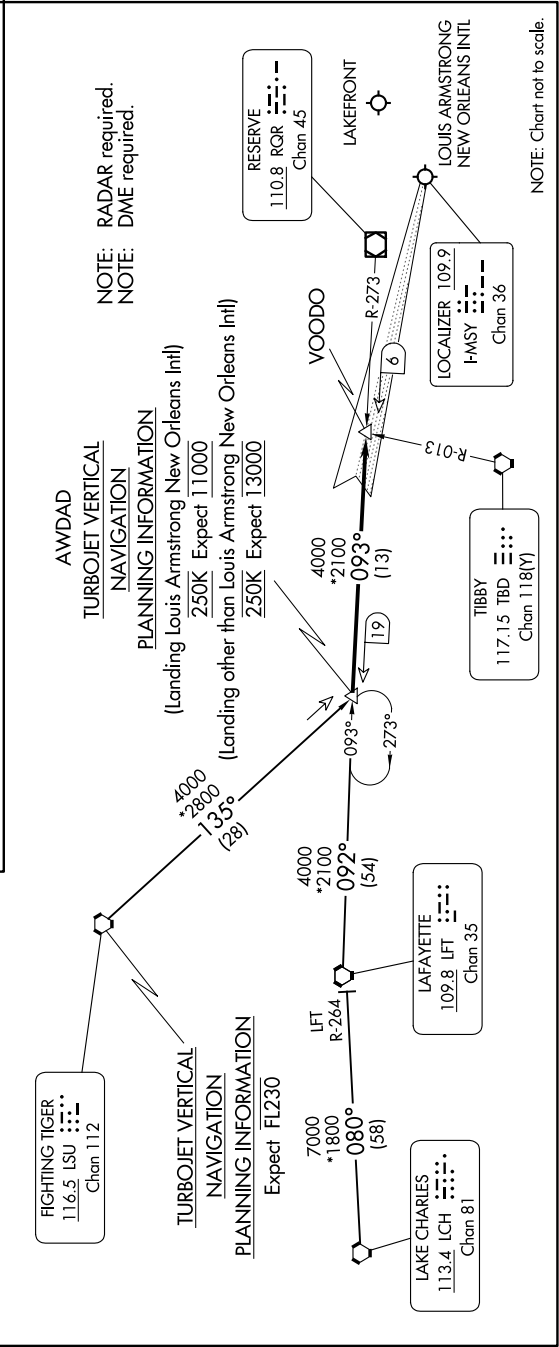 NOTE: RADAR required.
NOTE: DME required.
AWDAD
TURBOJET VERTICAL
NAVIGATION
PLANNING INFORMATION
(Landing Louis Armstrong New Orleans Intl)
250K Expect 11000
(Landing other than Louis Armstrong New Orleans Intl)
250K Expect 13000
RESERVE
110.8 RQR
Chan 45
LAKEFRONT
LOUIS ARMSTRONG
NEW ORLEANS INTL
VOODO
R-273
6
LOCALIZER 109.9
I-MSY
Chan 36
NOTE: Chart not to scale.
R-013
TIBBY
117.15 TBD
Chan 118(Y)
4000
*2100
093°
(13)
19
093°
273°
4000
*2800
135°
(28)
FIGHTING TIGER
116.5 LSU
Chan 112
TURBOJET VERTICAL
NAVIGATION
PLANNING INFORMATION
Expect FL230
4000
*2100
092°
(54)
LAFAYETTE
109.8 LFT
Chan 35
LFT
R-264
7000
*1800
080°
(58)
LAKE CHARLES
113.4 LCH
Chan 81